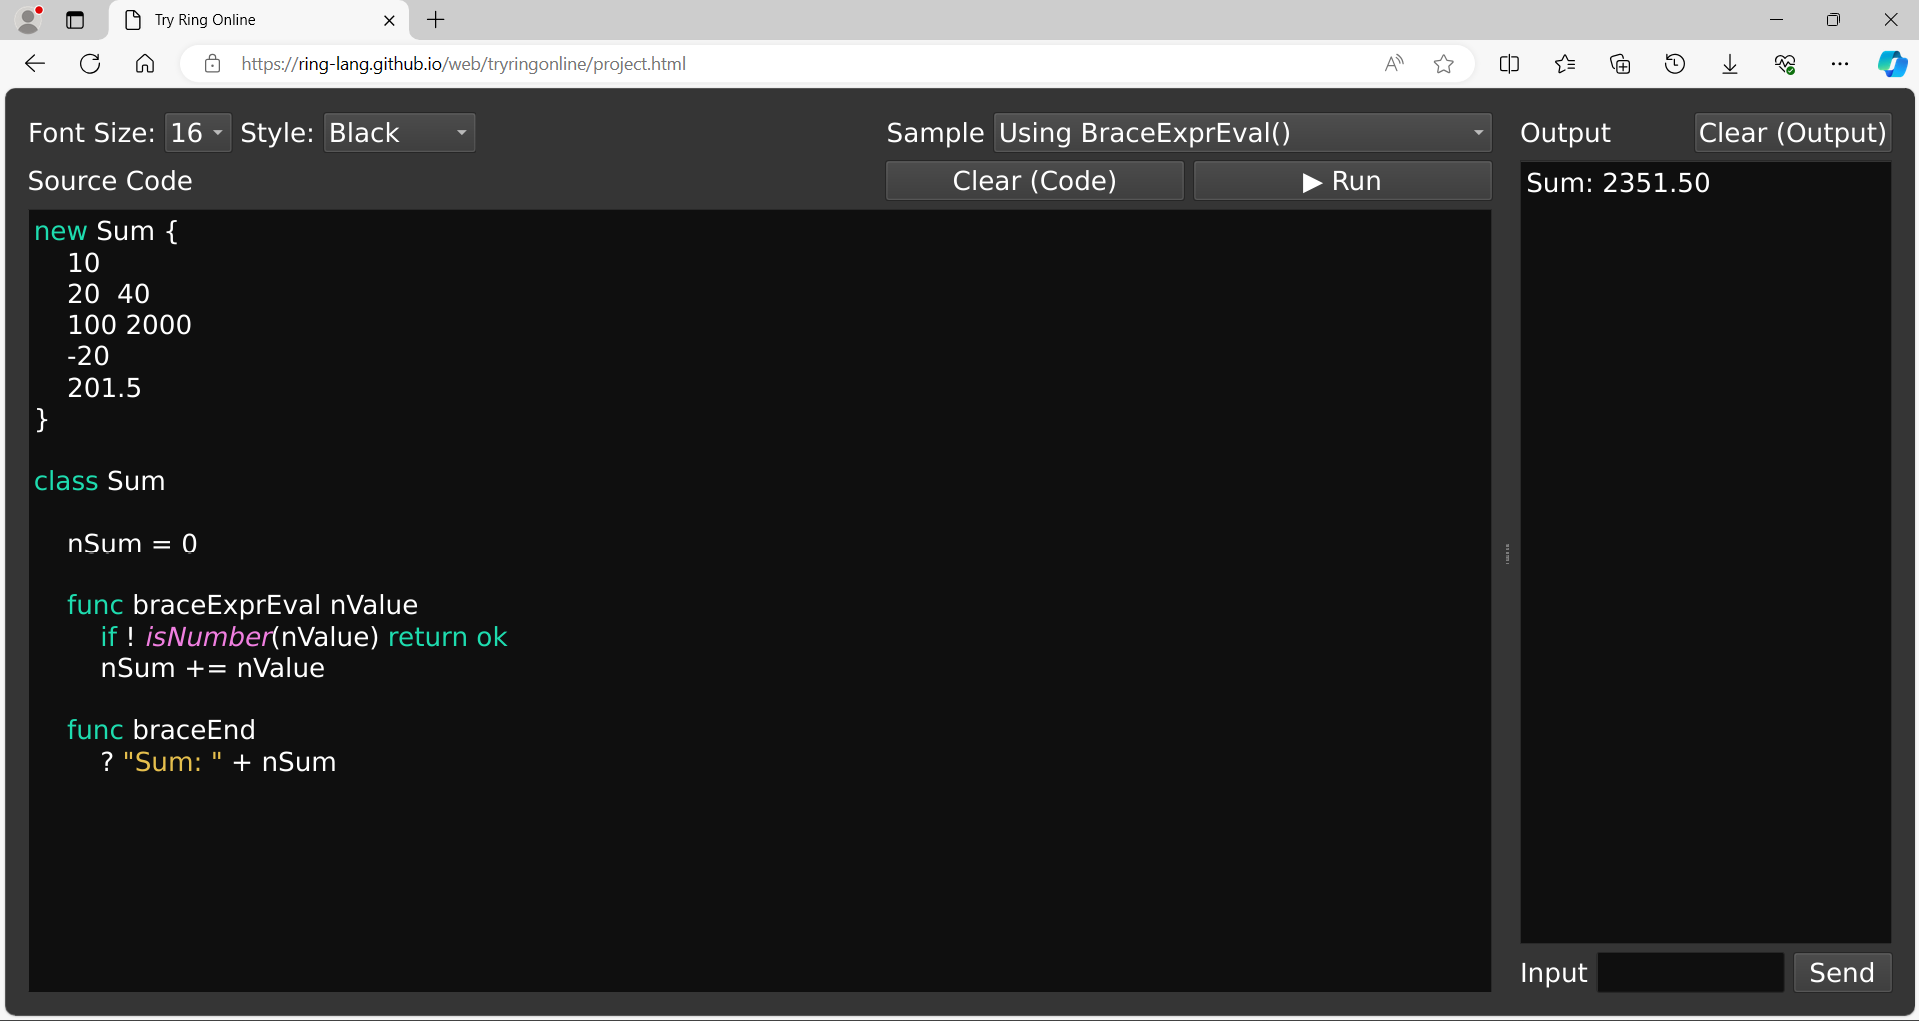 Try Ring Online
https://ring-lang.github.io/web/tryringonline/project.html
Font Size: 16 Style: Black Sample Using BraceExprEval() Output Clear (Output)
Source Code Clear (Code) ▶ Run
Sum: 2351.50
new Sum {
10
20 40
100 2000
-20
201.5
}
class Sum
nSum = 0
func braceExprEval nValue
if ! isNumber(nValue) return ok
nSum += nValue
func braceEnd
? "Sum: " + nSum
Input Send